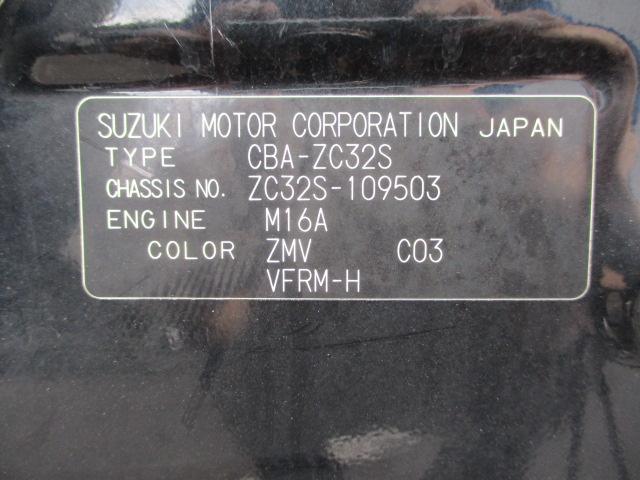 SUZUKI MOTOR CORPORATION JAPAN
TYPE CBA-ZC32S
CHASSIS NO. ZC32S-109503
ENGINE M16A
COLOR ZMV C03
VFRM-H